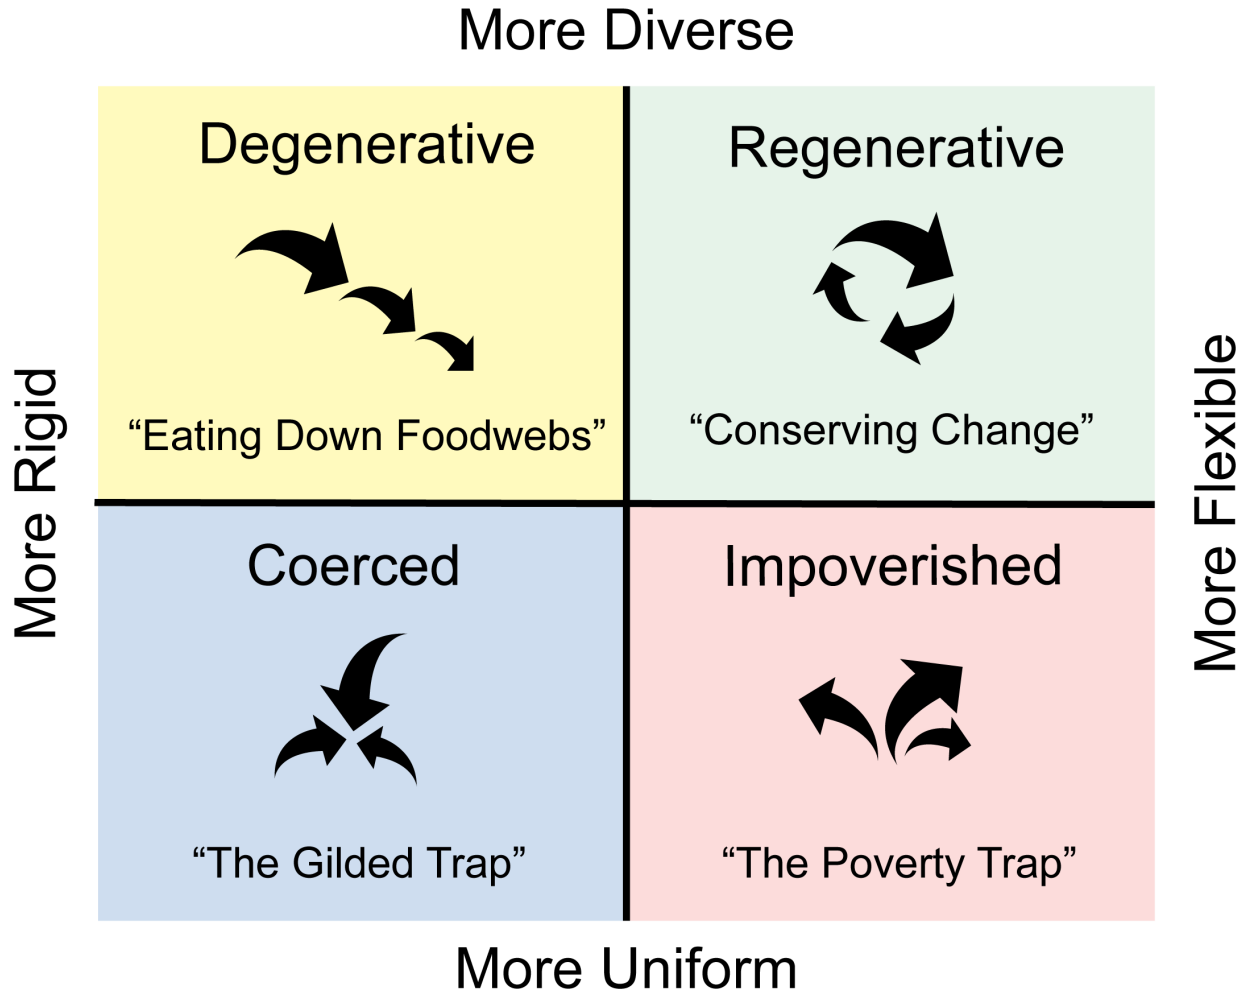 More Diverse
Degenerative
Regenerative
“Eating Down Foodwebs”
“Conserving Change”
More Rigid
More Flexible
Coerced
Impoverished
“The Gilded Trap”
“The Poverty Trap”
More Uniform